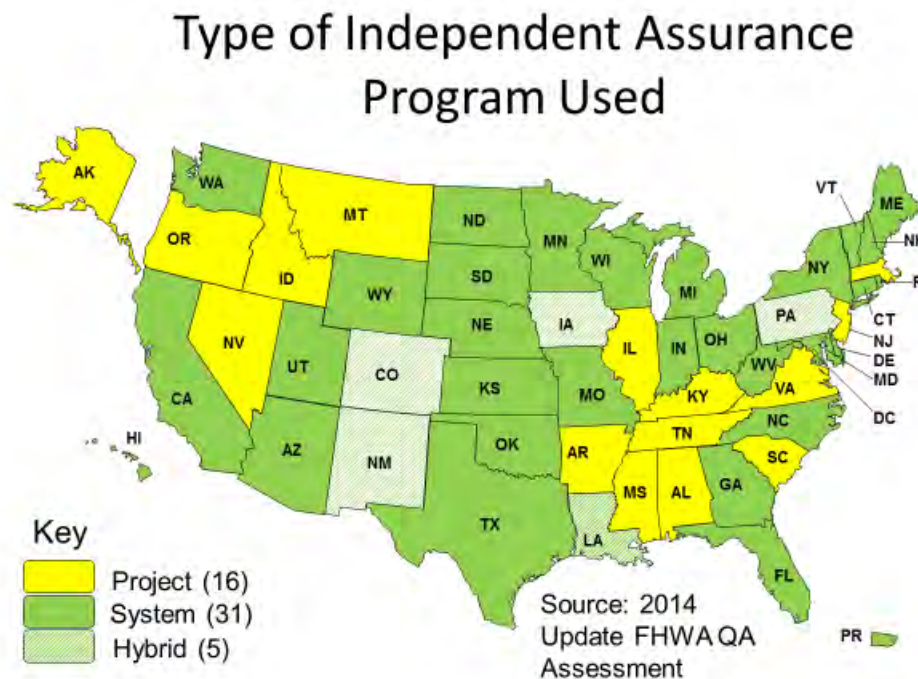 Type of Independent Assurance
Program Used
AK
WA
MT
ND
MN
VT
ME
OR
ID
SD
WI
NY
WY
MI
IA
PA
CT
NV
NE
NJ
UT
CO
IL
IN
OH
DE
CA
KS
MO
WV
VA
MD
KY
DC
NC
HI
AZ
NM
OK
AR
TN
SC
MS
AL
GA
TX
LA
FL
PR
Key
Project (16)
System (31)
Hybrid (5)
Source: 2014
Update FHWA QA
Assessment